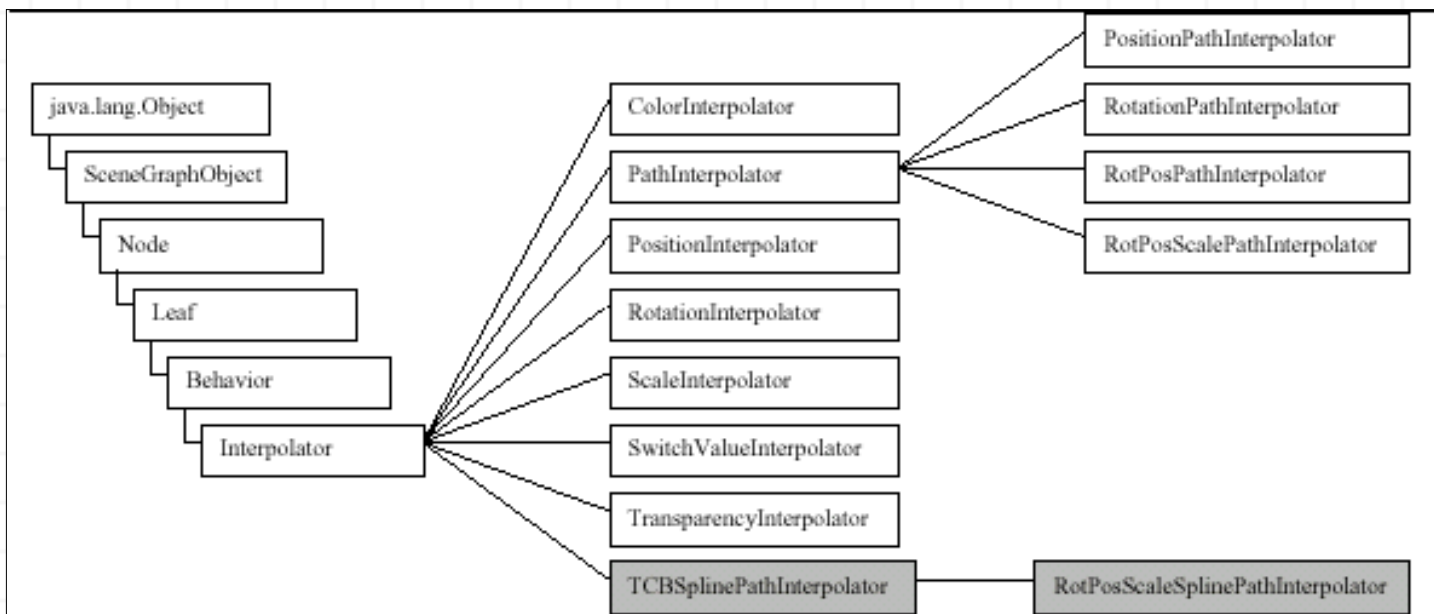 java.lang.Object
SceneGraphObject
Node
Leaf
Behavior
Interpolator
ColorInterpolator
PathInterpolator
PositionInterpolator
RotationInterpolator
ScaleInterpolator
SwitchValueInterpolator
TransparencyInterpolator
TCBSplinePathInterpolator
PositionPathInterpolator
RotationPathInterpolator
RotPosPathInterpolator
RotPosScalePathInterpolator
RotPosScaleSplinePathInterpolator